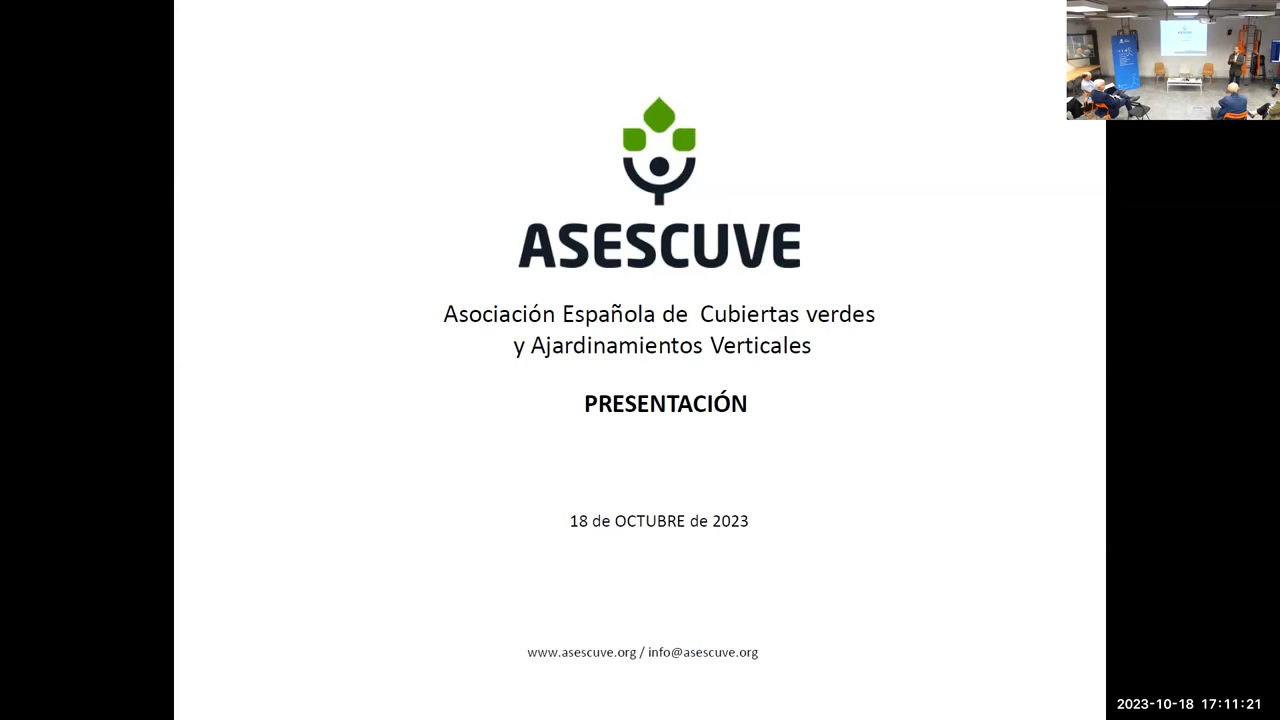 ASESCUVE
Asociación Española de  Cubiertas verdes
y Ajardinamientos Verticales
PRESENTACIÓN
18 de OCTUBRE de 2023
www.asescuve.org / info@asescuve.org
2023-10-18 17:11:21